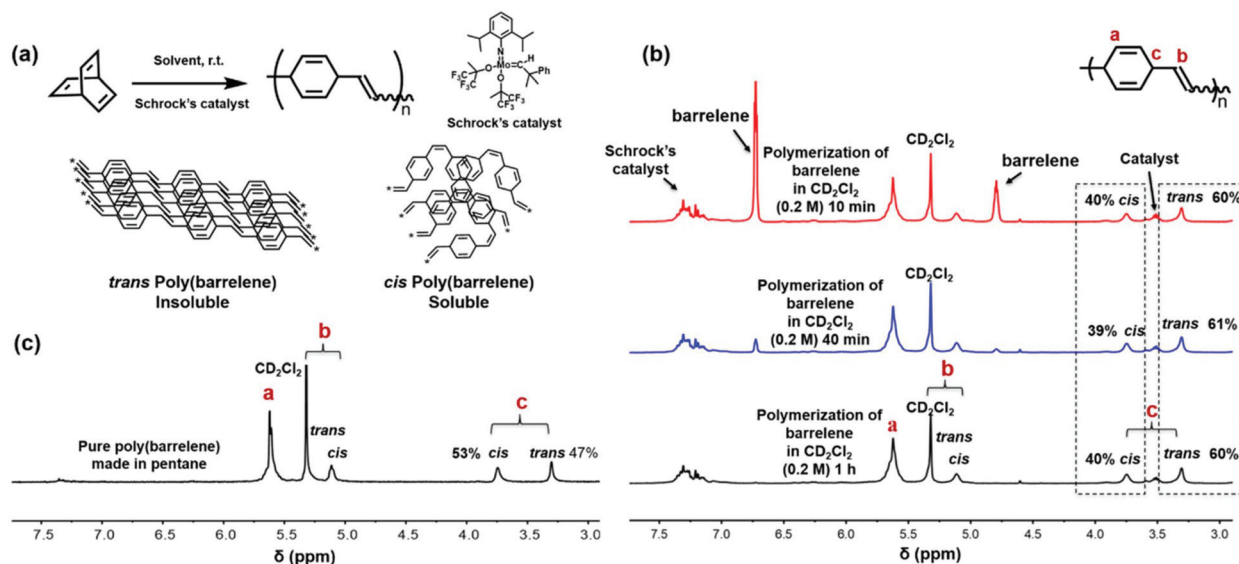 (a)
Solvent, r.t.
Schrock's catalyst
n
N
Mo
C
H
Ph
O
O
F3C
F3C
CF3
CF3
Schrock's catalyst
*
*
*
*
*
*
*
*
trans Poly(barrelene)
Insoluble
*
*
*
*
*
*
cis Poly(barrelene)
Soluble
(b)
a
c
b
n
barrelene
Schrock's
catalyst
Polymerization of
barrelene
in CD2Cl2
(0.2 M) 10 min
CD2Cl2
barrelene
Catalyst
40% cis
trans 60%
Polymerization of
barrelene
in CD2Cl2
(0.2 M) 40 min
CD2Cl2
39% cis
trans 61%
Polymerization of
barrelene
in CD2Cl2
(0.2 M) 1 h
a
b
CD2Cl2
trans
cis
c
40% cis
trans 60%
7.5 7.0 6.5 6.0 5.5 5.0 4.5 4.0 3.5 3.0
δ (ppm)
(c)
Pure poly(barrelene)
made in pentane
a
CD2Cl2
b
trans
cis
c
53% cis
trans 47%
7.5 7.0 6.5 6.0 5.5 5.0 4.5 4.0 3.5 3.0
δ (ppm)